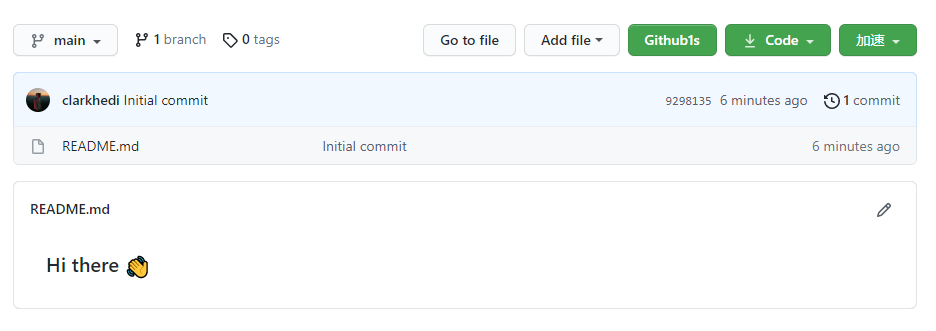 main 1 branch 0 tags Go to file Add file Github1s Code 加速
clarkhedi Initial commit 9298135 6 minutes ago 1 commit
README.md Initial commit 6 minutes ago
README.md
Hi there 👋